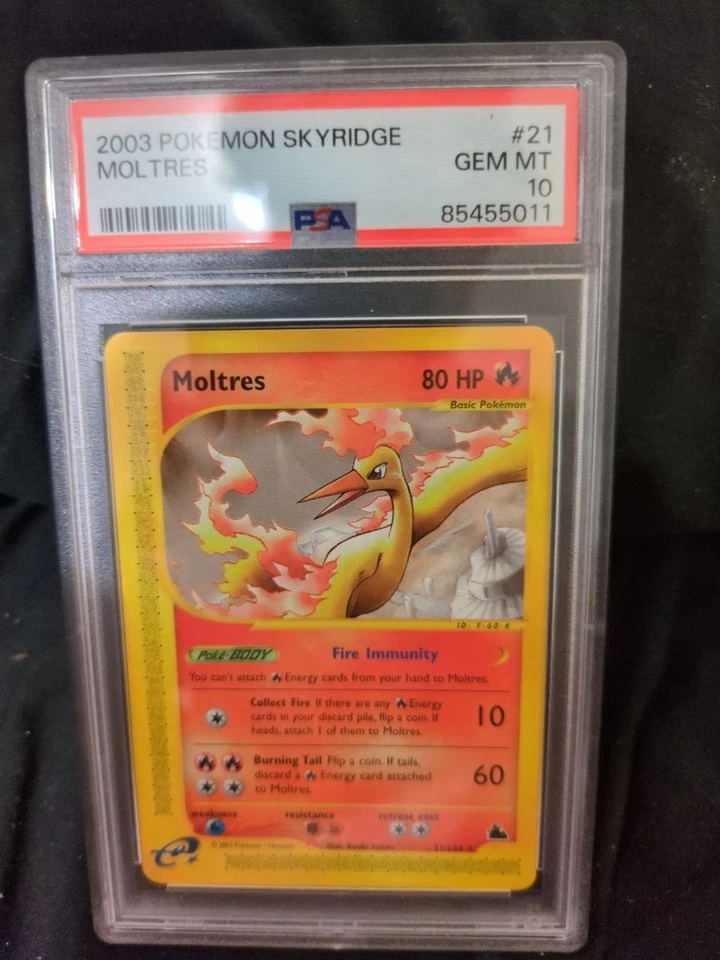 2003 POKEMON SKYRIDGE #21
MOLTRES GEM MT
10
PSA 85455011
Moltres 80 HP
Basic Pokémon
ID: F-60-#
Poké-BODY Fire Immunity
You can't attach Energy cards from your hand to Moltres.
Collect Fire If there are any Energy
cards in your discard pile, flip a coin. If
heads, attach 1 of them to Moltres.
10
Burning Tail Flip a coin. If tails,
discard a Energy card attached
to Moltres.
60
weakness resistance retreat cost
-30
e